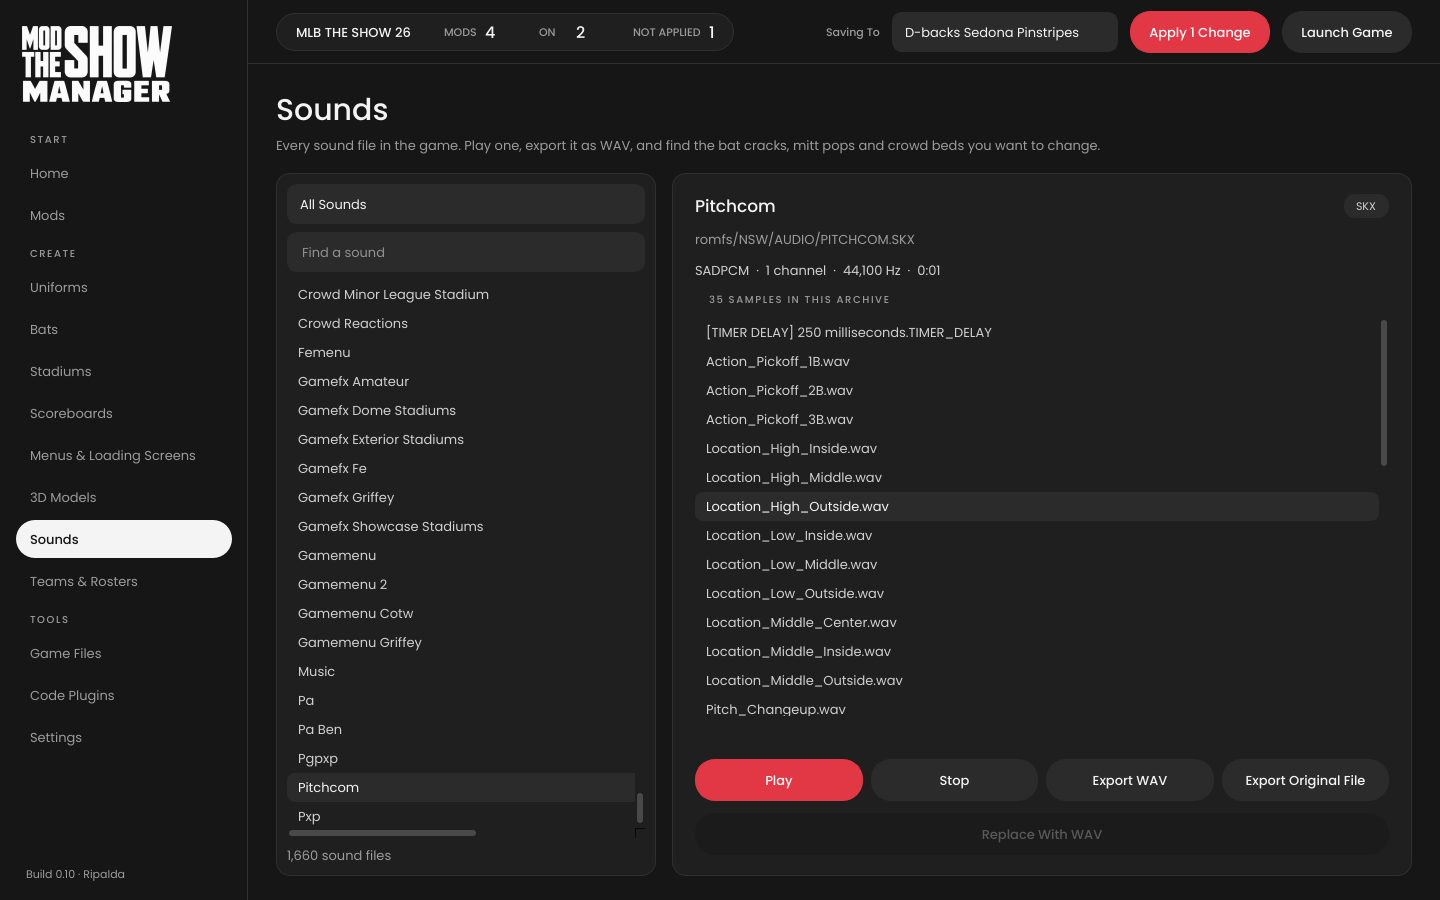 MOD THE SHOW MANAGER
START
Home
Mods
CREATE
Uniforms
Bats
Stadiums
Scoreboards
Menus & Loading Screens
3D Models
Sounds
Teams & Rosters
TOOLS
Game Files
Code Plugins
Settings
Build 0.10 · Ripalda
MLB THE SHOW 26 MODS 4 ON 2 NOT APPLIED 1
Saving To D-backs Sedona Pinstripes Apply 1 Change Launch Game
Sounds
Every sound file in the game. Play one, export it as WAV, and find the bat cracks, mitt pops and crowd beds you want to change.
All Sounds
Find a sound
Crowd Minor League Stadium
Crowd Reactions
Femenu
Gamefx Amateur
Gamefx Dome Stadiums
Gamefx Exterior Stadiums
Gamefx Fe
Gamefx Griffey
Gamefx Showcase Stadiums
Gamemenu
Gamemenu 2
Gamemenu Cotw
Gamemenu Griffey
Music
Pa
Pa Ben
Pgpxp
Pitchcom
Pxp
1,660 sound files
Pitchcom SKX
romfs/NSW/AUDIO/PITCHCOM.SKX
SADPCM · 1 channel · 44,100 Hz · 0:01
35 SAMPLES IN THIS ARCHIVE
[TIMER DELAY] 250 milliseconds.TIMER_DELAY
Action_Pickoff_1B.wav
Action_Pickoff_2B.wav
Action_Pickoff_3B.wav
Location_High_Inside.wav
Location_High_Middle.wav
Location_High_Outside.wav
Location_Low_Inside.wav
Location_Low_Middle.wav
Location_Low_Outside.wav
Location_Middle_Center.wav
Location_Middle_Inside.wav
Location_Middle_Outside.wav
Pitch_Changeup.wav
Play Stop Export WAV Export Original File
Replace With WAV